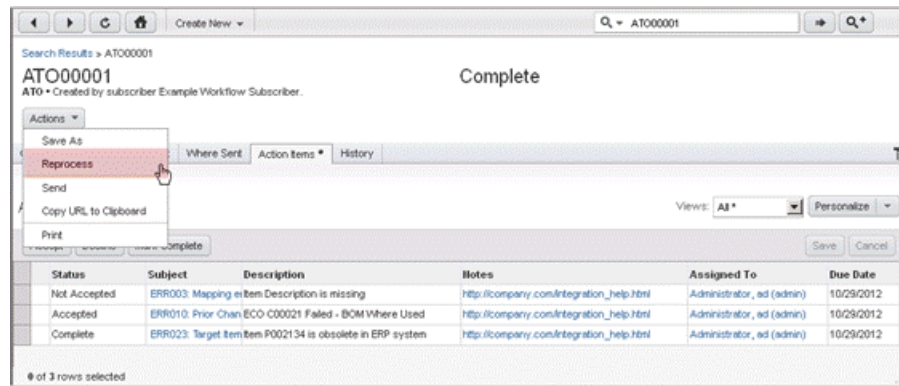 Create New
ATO00001
Search Results > ATO00001
ATO00001
Complete
ATO • Created by subscriber Example Workflow Subscriber.
Actions
Save As
Reprocess
Send
Copy URL to Clipboard
Print
Where Sent
Action Items *
History
Views: All *
Personalize
Complete
Save
Cancel
Status Subject Description Notes Assigned To Due Date
Not Accepted ERR003: Mapping Item Description is missing http://company.com/integration_help.html Administrator, ad (admin) 10/29/2012
Accepted ERR010: Prior Chan ECO C00021 Failed - BOM Where Used http://company.com/integration_help.html Administrator, ad (admin) 10/29/2012
Complete ERR023: Target Item Item P002134 is obsolete in ERP system http://company.com/integration_help.html Administrator, ad (admin) 10/29/2012
0 of 3 rows selected